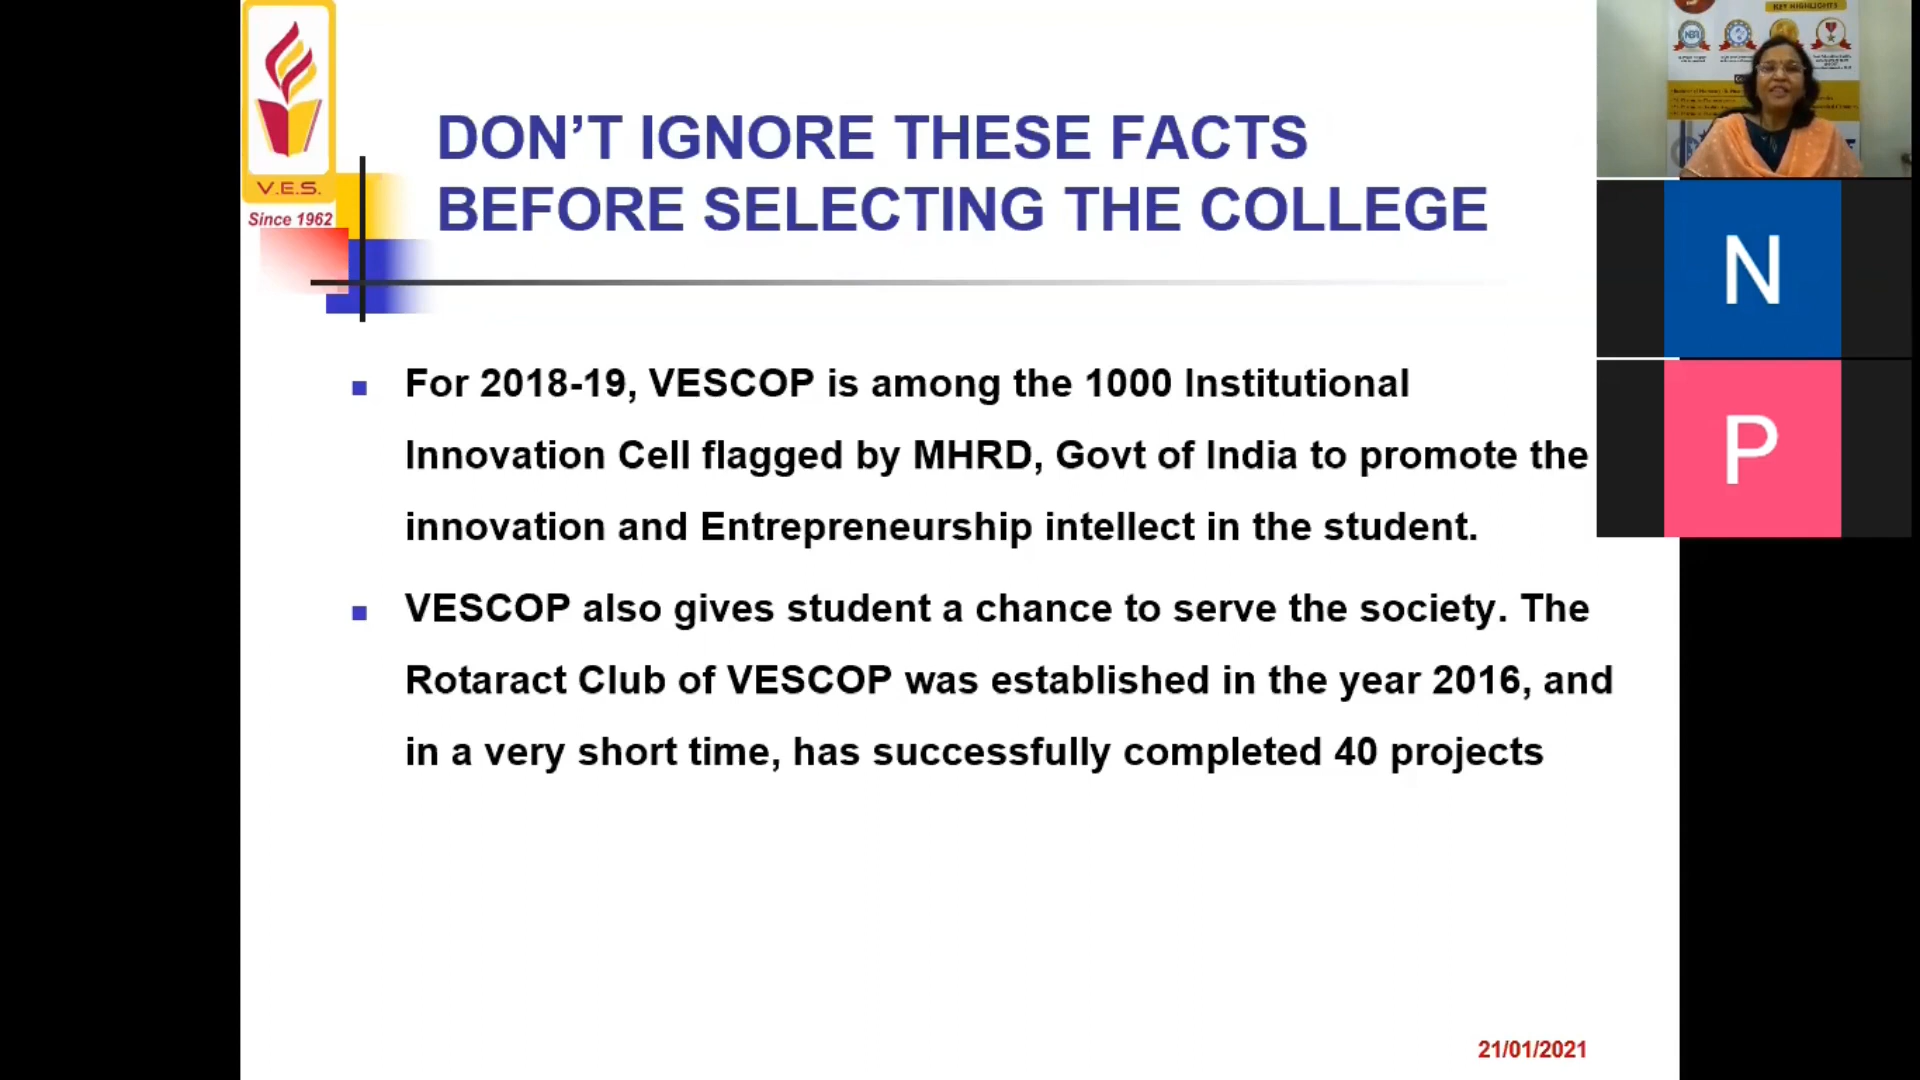 V.E.S.
Since 1962
DON’T IGNORE THESE FACTS
BEFORE SELECTING THE COLLEGE
For 2018-19, VESCOP is among the 1000 Institutional
Innovation Cell flagged by MHRD, Govt of India to promote the
innovation and Entrepreneurship intellect in the student.
VESCOP also gives student a chance to serve the society. The
Rotaract Club of VESCOP was established in the year 2016, and
in a very short time, has successfully completed 40 projects
21/01/2021
KEY HIGHLIGHTS
NBA
N
P